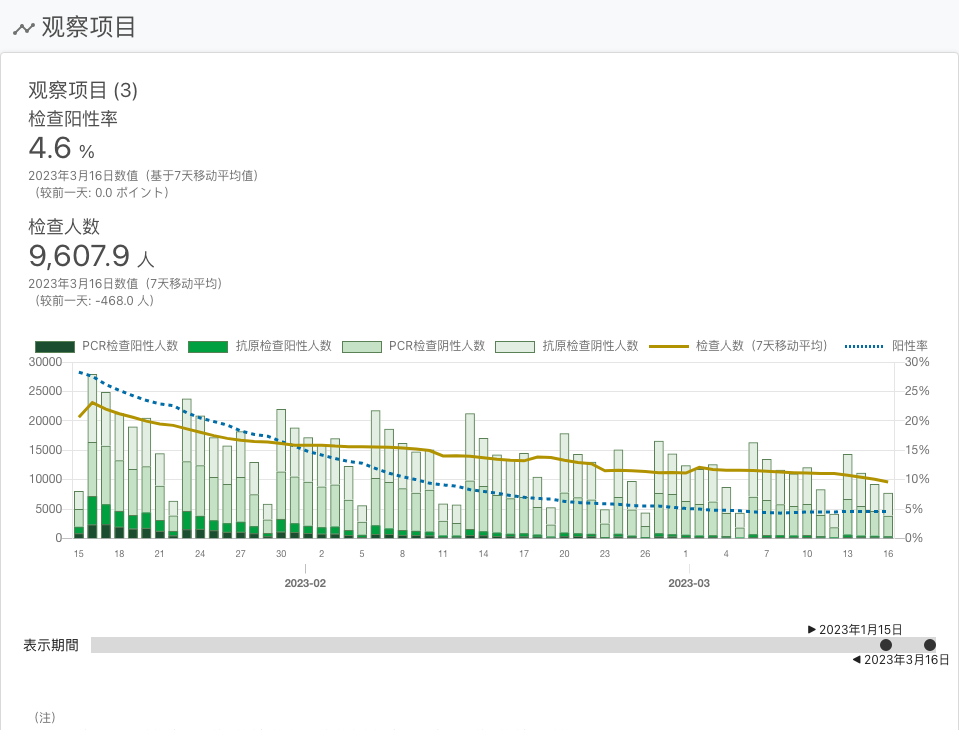 观察项目
观察项目 (3)
检查阳性率
4.6 %
2023年3月16日数值（基于7天移动平均值）
（较前一天: 0.0 ポイント）
检查人数
9,607.9 人
2023年3月16日数值（7天移动平均）
（较前一天: -468.0 人）
PCR检查阳性人数 抗原检查阳性人数 PCR检查阴性人数 抗原检查阴性人数 检查人数（7天移动平均） 阳性率
30000 30%
25000 25%
20000 20%
15000 15%
10000 10%
5000 5%
0 0%
15 18 21 24 27 30 2 5 8 11 14 17 20 23 26 1 4 7 10 13 16
2023-02 2023-03
▶ 2023年1月15日
表示期間
◀ 2023年3月16日
（注）